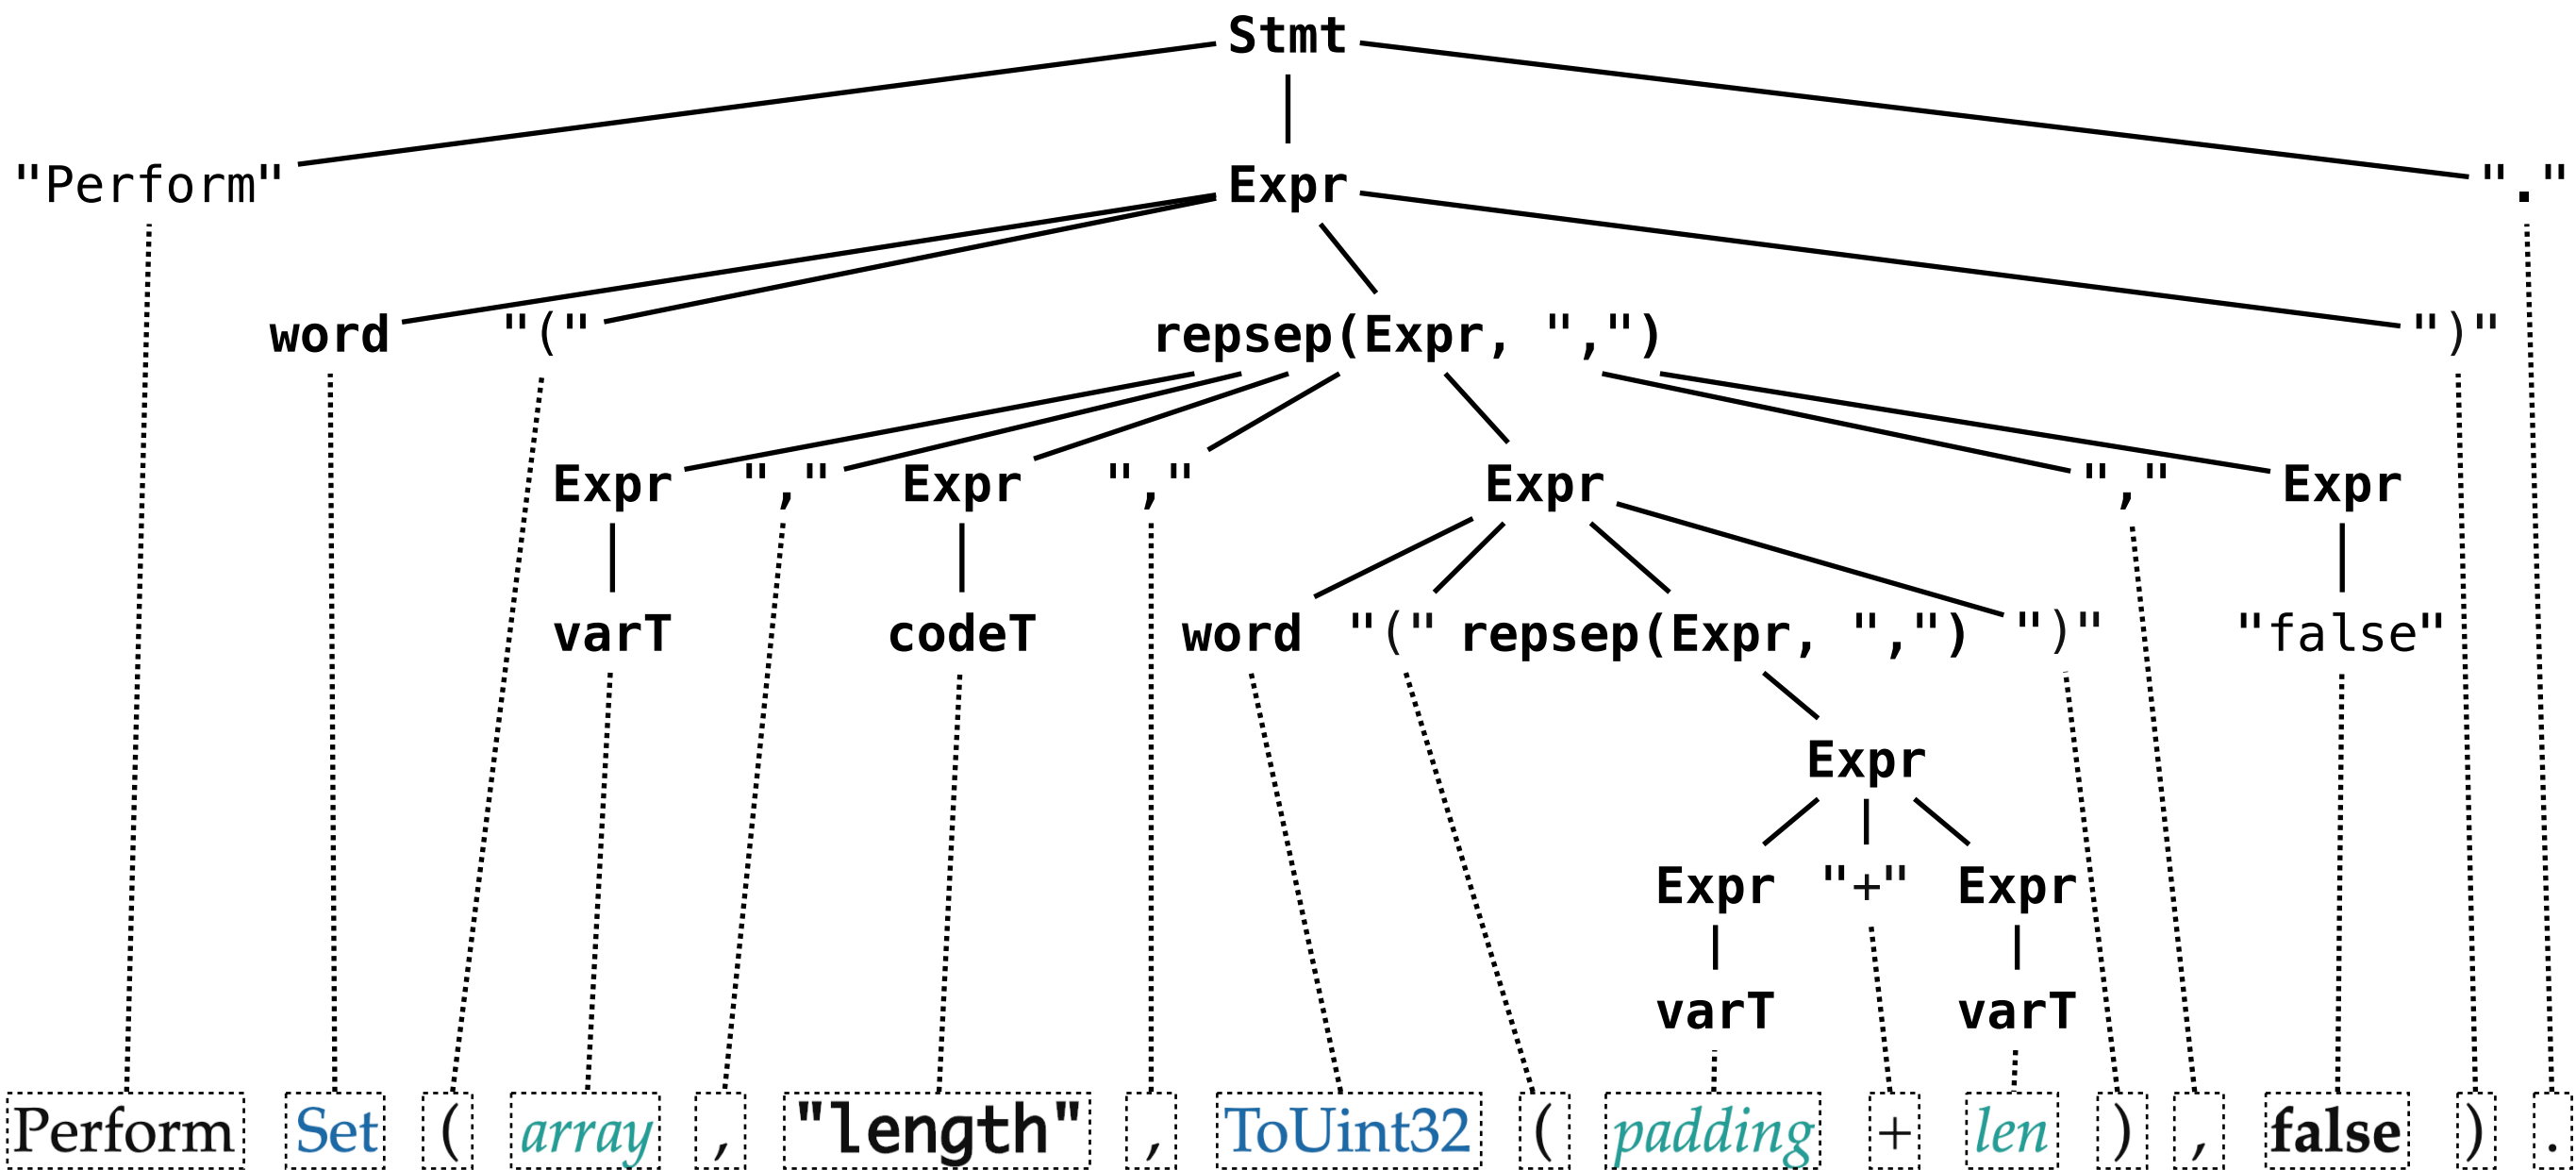 Stmt
"Perform" Expr "."
word "(" repsep(Expr, ",") ")"
Expr "," Expr "," Expr "," Expr
varT codeT word "(" repsep(Expr, ",") ")" "false"
Expr
Expr "+" Expr
varT varT
Perform Set ( array , "length" , ToUint32 ( padding + len ) , false ) .